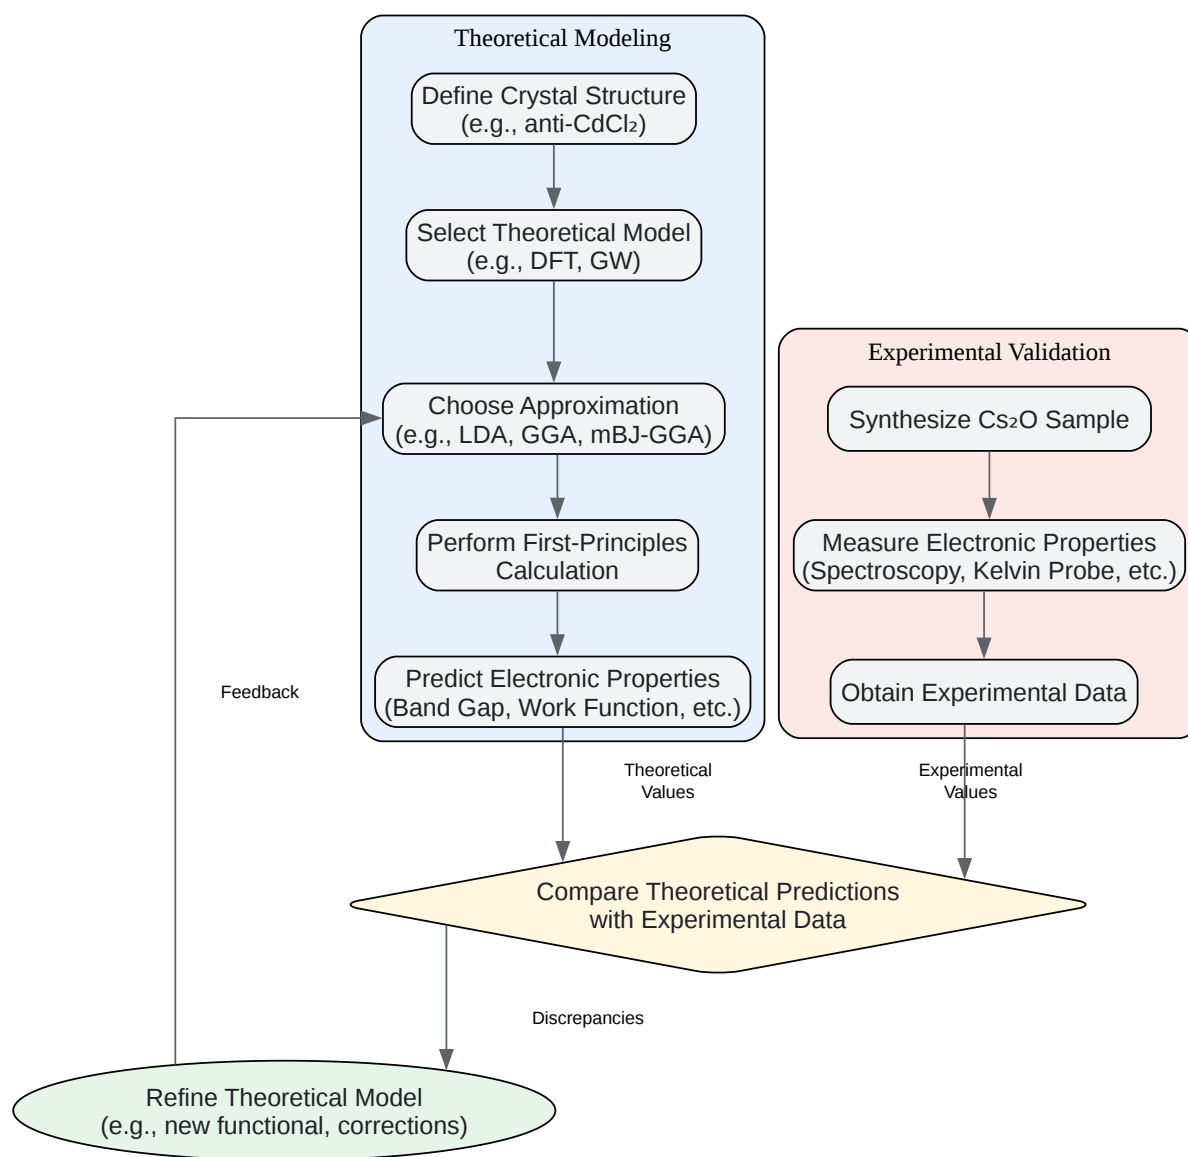 Theoretical Modeling
Define Crystal Structure
(e.g., anti-CdCl₂)
Select Theoretical Model
(e.g., DFT, GW)
Choose Approximation
(e.g., LDA, GGA, mBJ-GGA)
Perform First-Principles
Calculation
Predict Electronic Properties
(Band Gap, Work Function, etc.)
Experimental Validation
Synthesize Cs₂O Sample
Measure Electronic Properties
(Spectroscopy, Kelvin Probe, etc.)
Obtain Experimental Data
Feedback
Theoretical
Values
Experimental
Values
Compare Theoretical Predictions
with Experimental Data
Discrepancies
Refine Theoretical Model
(e.g., new functional, corrections)